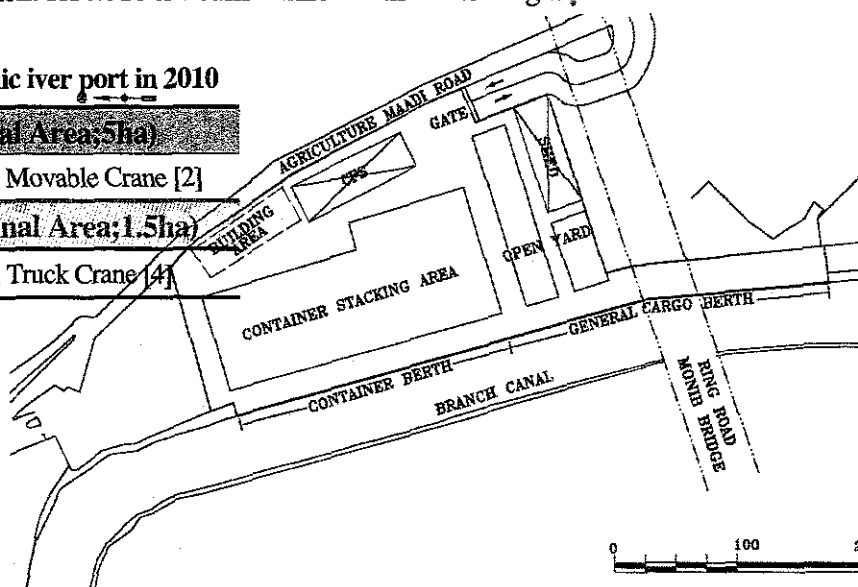 ic iver port in 2010
al Area;5ha)
Movable Crane [2]
nal Area;1.5ha)
Truck Crane [4]
AGRICULTURE MAADI ROAD
GATE
SHED
CFS
BUILDING
AREA
OPEN YARD
CONTAINER STACKING AREA
GENERAL CARGO BERTH
CONTAINER BERTH
BRANCH CANAL
RING ROAD
MONIB BRIDGE
0 100 2